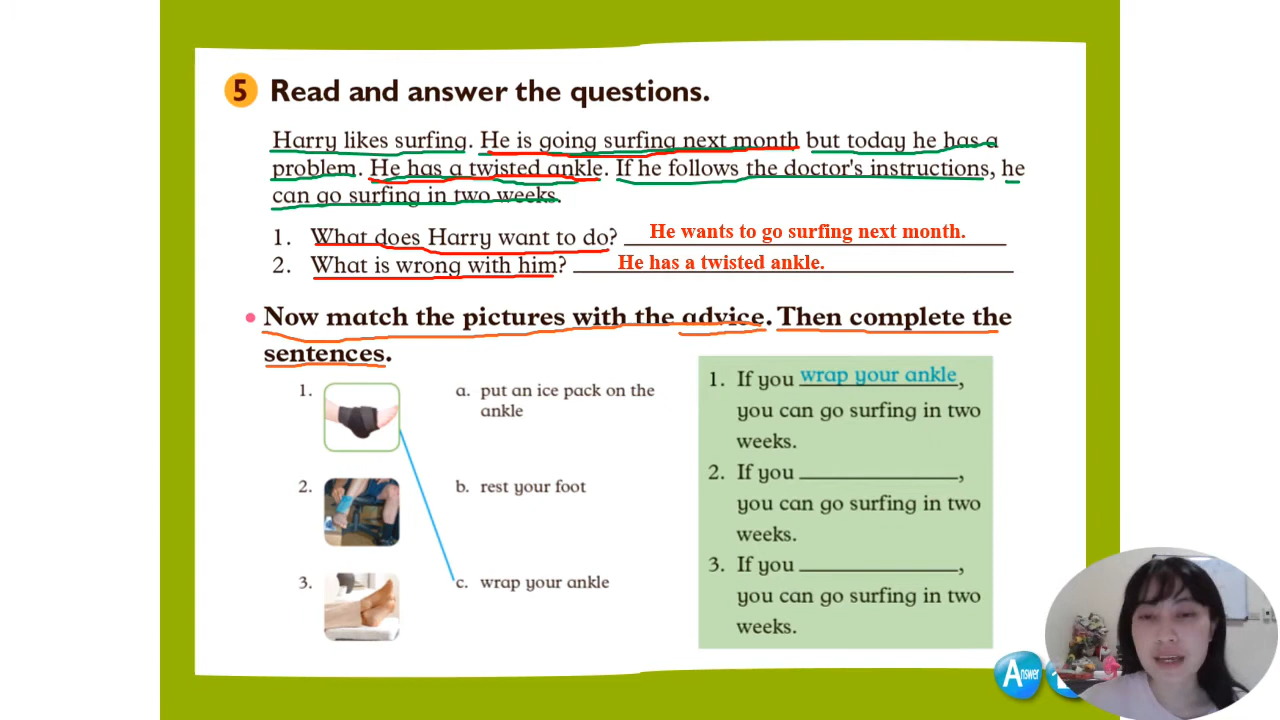 5 Read and answer the questions.
Harry likes surfing. He is going surfing next month but today he has a
problem. He has a twisted ankle. If he follows the doctor's instructions, he
can go surfing in two weeks.
1. What does Harry want to do? He wants to go surfing next month.
2. What is wrong with him? He has a twisted ankle.
• Now match the pictures with the advice. Then complete the
sentences.
1.
a. put an ice pack on the
ankle
2.
b. rest your foot
3.
c. wrap your ankle
1. If you wrap your ankle,
you can go surfing in two
weeks.
2. If you ____________,
you can go surfing in two
weeks.
3. If you ____________,
you can go surfing in two
weeks.
Answer